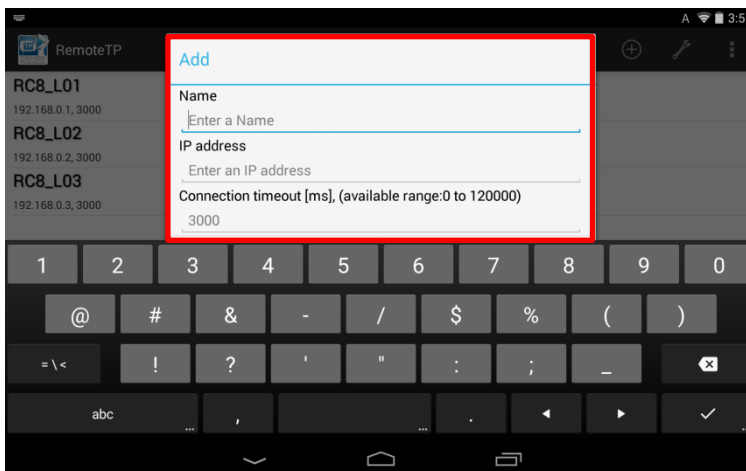 A 3:5
RemoteTP
RC8_L01
192.168.0.1, 3000
RC8_L02
192.168.0.2, 3000
RC8_L03
192.168.0.3, 3000
Add
Name
Enter a Name
IP address
Enter an IP address
Connection timeout [ms], (available range:0 to 120000)
3000
1 2 3 4 5 6 7 8 9 0
@ # & - / $ % ( )
= \ < ! ? ' " : ; _
abc , .